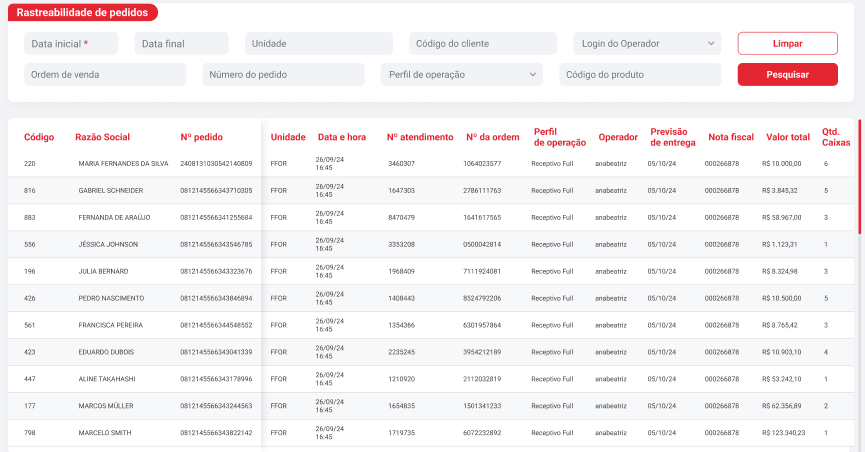 Rastreabilidade de pedidos
Data inicial * Data final Unidade Código do cliente Login do Operador Limpar
Ordem de venda Número do pedido Perfil de operação Código do produto Pesquisar
Código Razão Social Nº pedido Unidade Data e hora Nº atendimento Nº da ordem Perfil de operação Operador Previsão de entrega Nota fiscal Valor total Qtd. Caixas
220 MARIA FERNANDES DA SILVA 2408131030542140809 FFOR 26/09/24 16:45 3460307 1064023577 Receptivo Full anabeatriz 05/10/24 000266878 R$ 10.000,00 6
816 GABRIEL SCHNEIDER 0812145566343710305 FFOR 26/09/24 16:45 1647303 2786111763 Receptivo Full anabeatriz 05/10/24 000266878 R$ 3.845,32 5
883 FERNANDA DE ARAÚJO 0812145566341255684 FFOR 26/09/24 16:45 8470479 1641617565 Receptivo Full anabeatriz 05/10/24 000266878 R$ 58.967,00 3
556 JÉSSICA JOHNSON 0812145566643546785 FFOR 26/09/24 16:45 3353208 0500042814 Receptivo Full anabeatriz 05/10/24 000266878 R$ 1.123,31 1
196 JULIA BERNARD 0812145566343323676 FFOR 26/09/24 16:45 1968409 7111924081 Receptivo Full anabeatriz 05/10/24 000266878 R$ 8.324,98 3
426 PEDRO NASCIMENTO 0812145566343846894 FFOR 26/09/24 16:45 1408443 8524792206 Receptivo Full anabeatriz 05/10/24 000266878 R$ 10.500,00 5
561 FRANCISCA PEREIRA 0812145566344548552 FFOR 26/09/24 16:45 1354366 6301957864 Receptivo Full anabeatriz 05/10/24 000266878 R$ 8.765,42 3
423 EDUARDO DUBOIS 0812145566343041339 FFOR 26/09/24 16:45 2235245 3954212189 Receptivo Full anabeatriz 05/10/24 000266878 R$ 10.903,10 4
447 ALINE TAKAHASHI 0812145566343178996 FFOR 26/09/24 16:45 1210920 2112032819 Receptivo Full anabeatriz 05/10/24 000266878 R$ 53.242,10 1
177 MARCOS MÜLLER 0812145566343244563 FFOR 26/09/24 16:45 1654835 1501341233 Receptivo Full anabeatriz 05/10/24 000266878 R$ 62.356,89 2
798 MARCELO SMITH 0812145566343822142 FFOR 26/09/24 16:45 1719735 6072232892 Receptivo Full anabeatriz 05/10/24 000266878 R$ 123.340,23 1